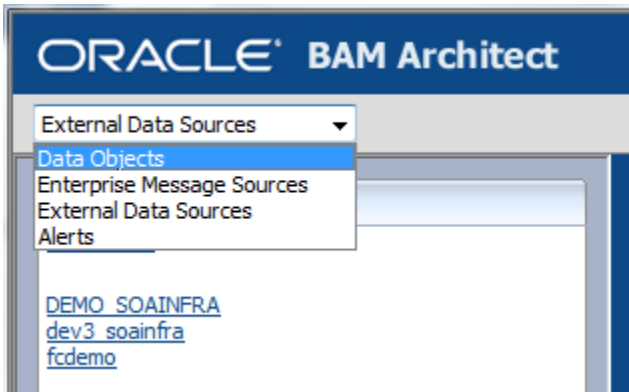 ORACLE BAM Architect
External Data Sources
Data Objects
Enterprise Message Sources
External Data Sources
Alerts
DEMO_SOAINFRA
dev3_soainfra
fcdemo